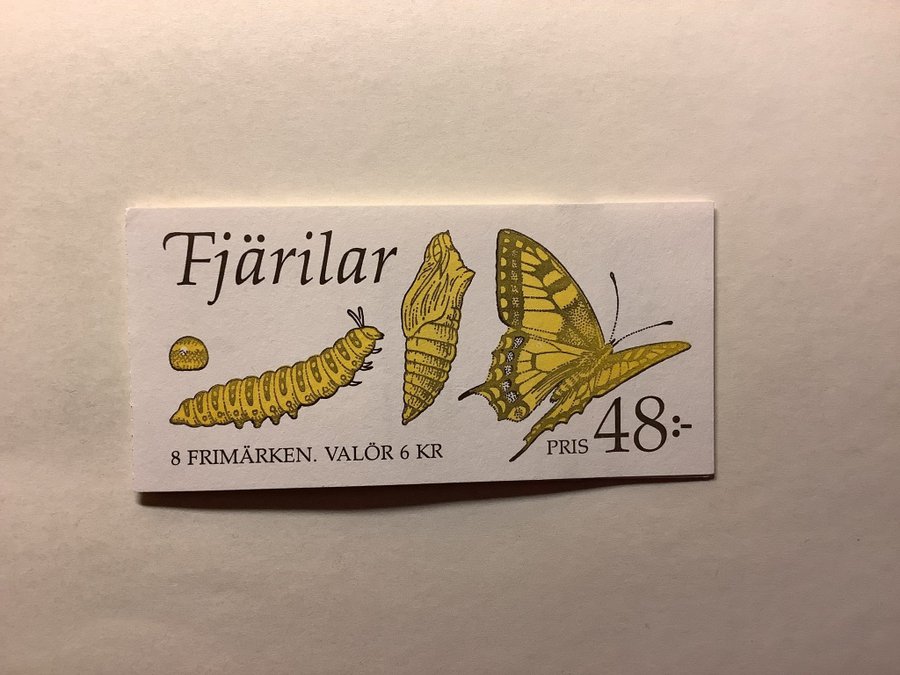 Fjärilar
8 FRIMÄRKEN. VALÖR 6 KR
PRIS 48:-